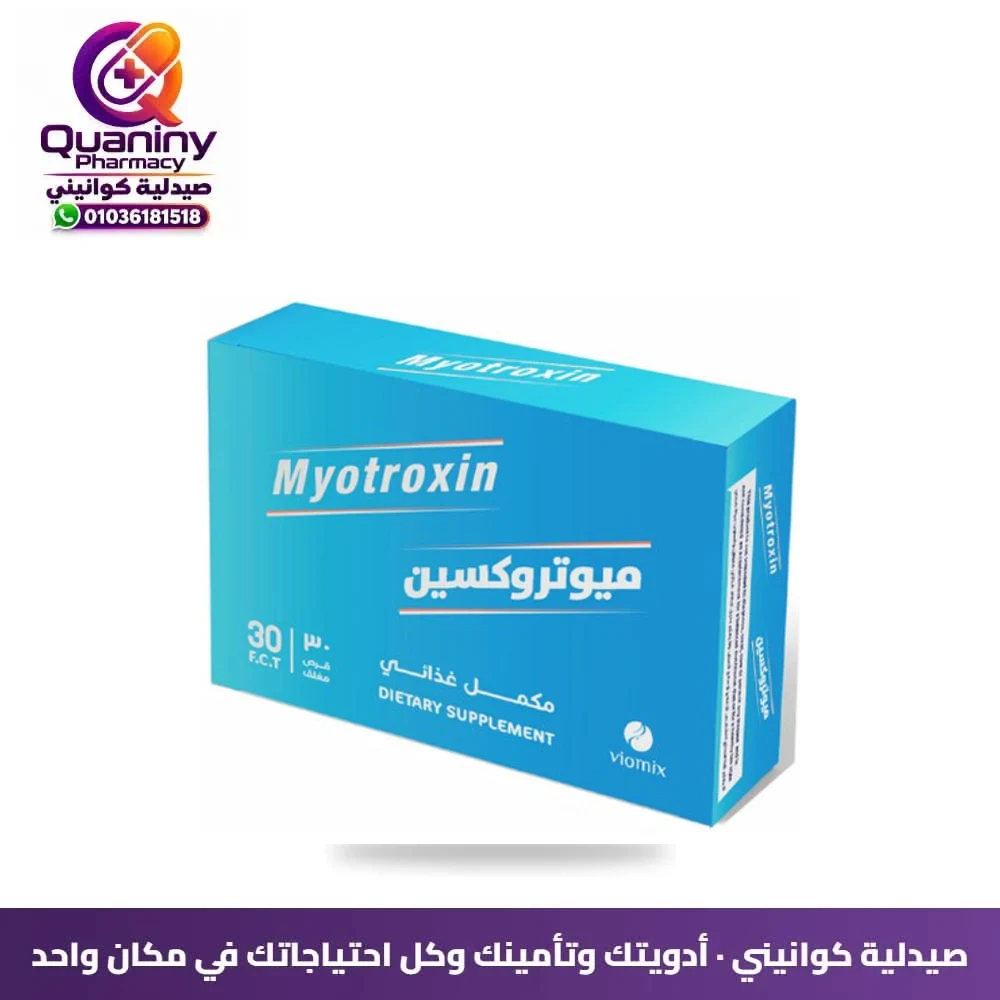 Quaniny
Pharmacy
صيدلية كوانيني
01036181518
Myotroxin
Myotroxin
ميوتروكسين
30
F.C.T
٣٠
قرص
مغلف
مكمل غذائي
DIETARY SUPPLEMENT
viomix
Myotroxin
ميوتروكسين
صيدلية كوانيني . أدويتك وتأمينك وكل احتياجاتك في مكان واحد